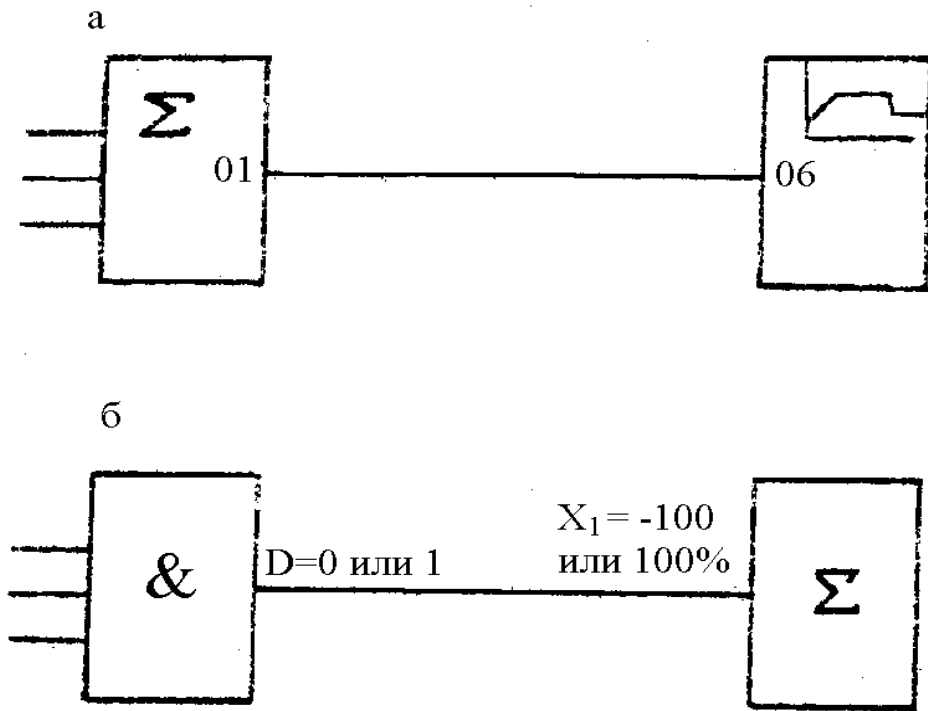 а
Σ
01
06
б
&
D=0 или 1
X₁ = -100
или 100%
Σ